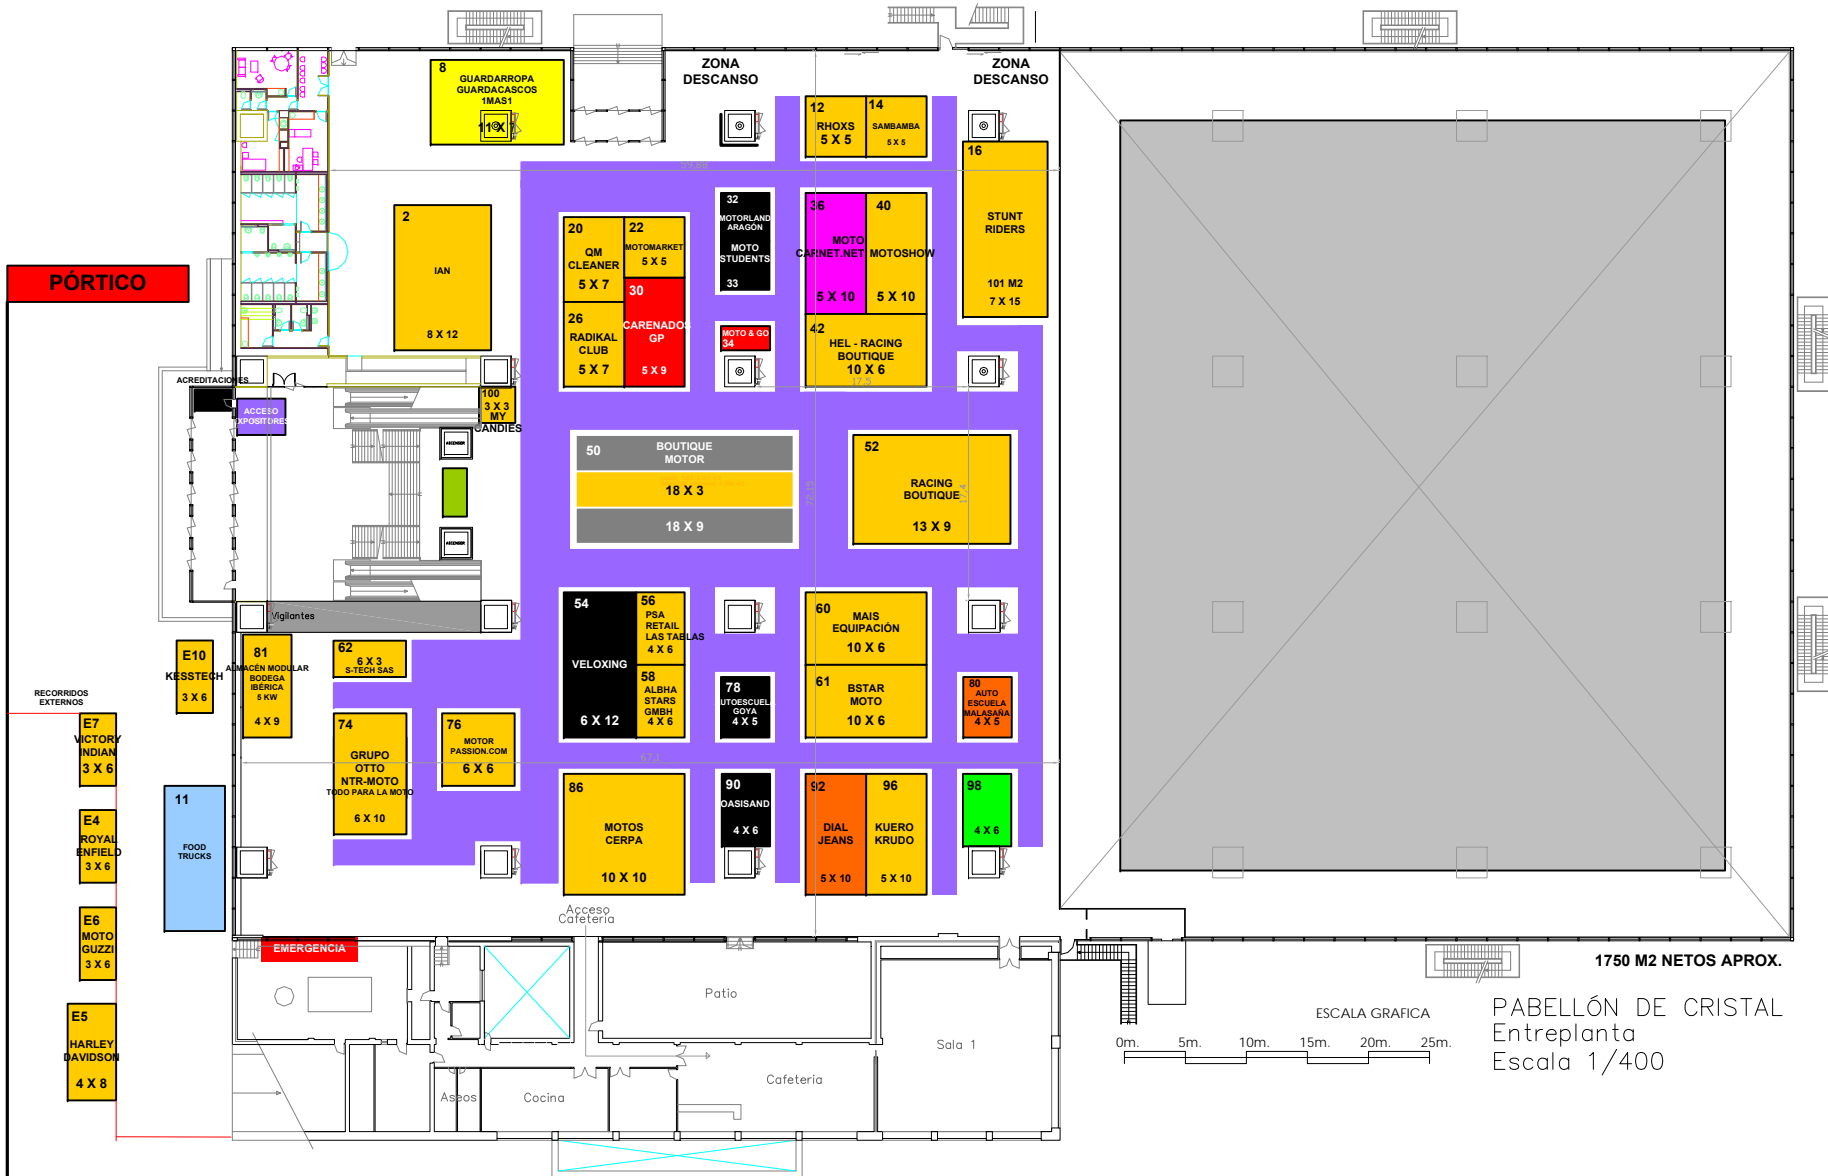 ZONA
DESCANSO
ZONA
DESCANSO
8
GUARDARROPA
GUARDACASCOS
1MAS1
11 X
12
RHOXS
5 X 5
14
SAMBAMBA
5 X 5
16
STUNT
RIDERS
101 M2
7 X 15
2
IAN
8 X 12
20
QM
CLEANER
5 X 7
22
MOTOMARKET
5 X 5
26
RADIKAL
CLUB
5 X 7
30
CARENADOS
GP
5 X 9
32
MOTORLAND
ARAGÓN
MOTO
STUDENTS
33
MOTO & GO
34
36
MOTO
CARNET.NET
5 X 10
40
MOTOSHOW
5 X 10
42
HEL - RACING
BOUTIQUE
10 X 6
17,5
PÓRTICO
ACREDITACIONES
ACCESO
EXPOSITORES
100
3 X 3
MY
CANDIES
ASCENSOR
ASCENSOR
50
BOUTIQUE
MOTOR
18 X 3
18 X 9
52
RACING
BOUTIQUE
13 X 9
17,4
72,15
Vigilantes
54
VELOXING
6 X 12
56
PSA
RETAIL
LAS TABLAS
4 X 6
58
ALBHA
STARS
GMBH
4 X 6
60
MAIS
EQUIPACIÓN
10 X 6
61
BSTAR
MOTO
10 X 6
62
6 X 3
S-TECH SAS
E10
KESSTECH
3 X 6
81
ALMACÉN MODULAR
BODEGA
IBÉRICA
5 KW
4 X 9
RECORRIDOS
EXTERNOS
E7
VICTORY
INDIAN
3 X 6
74
GRUPO
OTTO
NTR-MOTO
TODO PARA LA MOTO
6 X 10
76
MOTOR
PASSION.COM
6 X 6
78
AUTOESCUELA
GOYA
4 X 5
80
AUTO
ESCUELA
MALASAÑA
4 X 5
67,1
11
FOOD
TRUCKS
E4
ROYAL
ENFIELD
3 X 6
86
MOTOS
CERPA
10 X 10
90
OASISAND
4 X 6
92
DIAL
JEANS
5 X 10
96
KUERO
KRUDO
5 X 10
98
4 X 6
E6
MOTO
GUZZI
3 X 6
Acceso
Cafeteria
EMERGENCIA
E5
HARLEY
DAVIDSON
4 X 8
Patio
Sala 1
Cafeteria
Aseos
Cocina
1750 M2 NETOS APROX.
ESCALA GRAFICA
0m. 5m. 10m. 15m. 20m. 25m.
PABELLÓN DE CRISTAL
Entreplanta
Escala 1/400